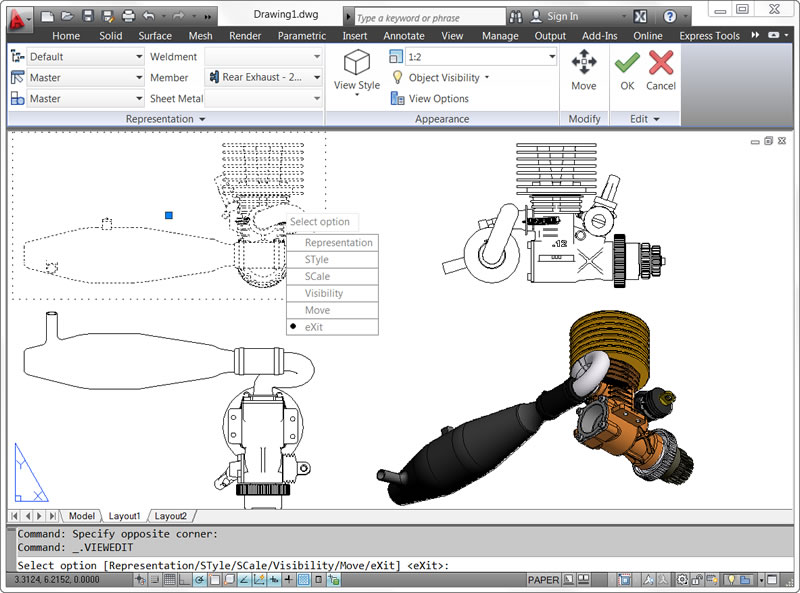 Drawing1.dwg
Type a keyword or phrase
Sign In
Home Solid Surface Mesh Render Parametric Insert Annotate View Manage Output Add-Ins Online Express Tools
Default
Weldment
1:2
Master
Member
Rear Exhaust - 2...
Object Visibility
Master
Sheet Metal
View Style
View Options
Move
OK
Cancel
Representation
Appearance
Modify
Edit
Select option
Representation
STyle
SCale
Visibility
Move
eXit
.12
Y
X
Model Layout1 Layout2
Command: Specify opposite corner:
Command: _.VIEWEDIT
Select option [Representation/STyle/SCale/Visibility/Move/eXit] <eXit>:
3.3124, 6.2152, 0.0000
PAPER